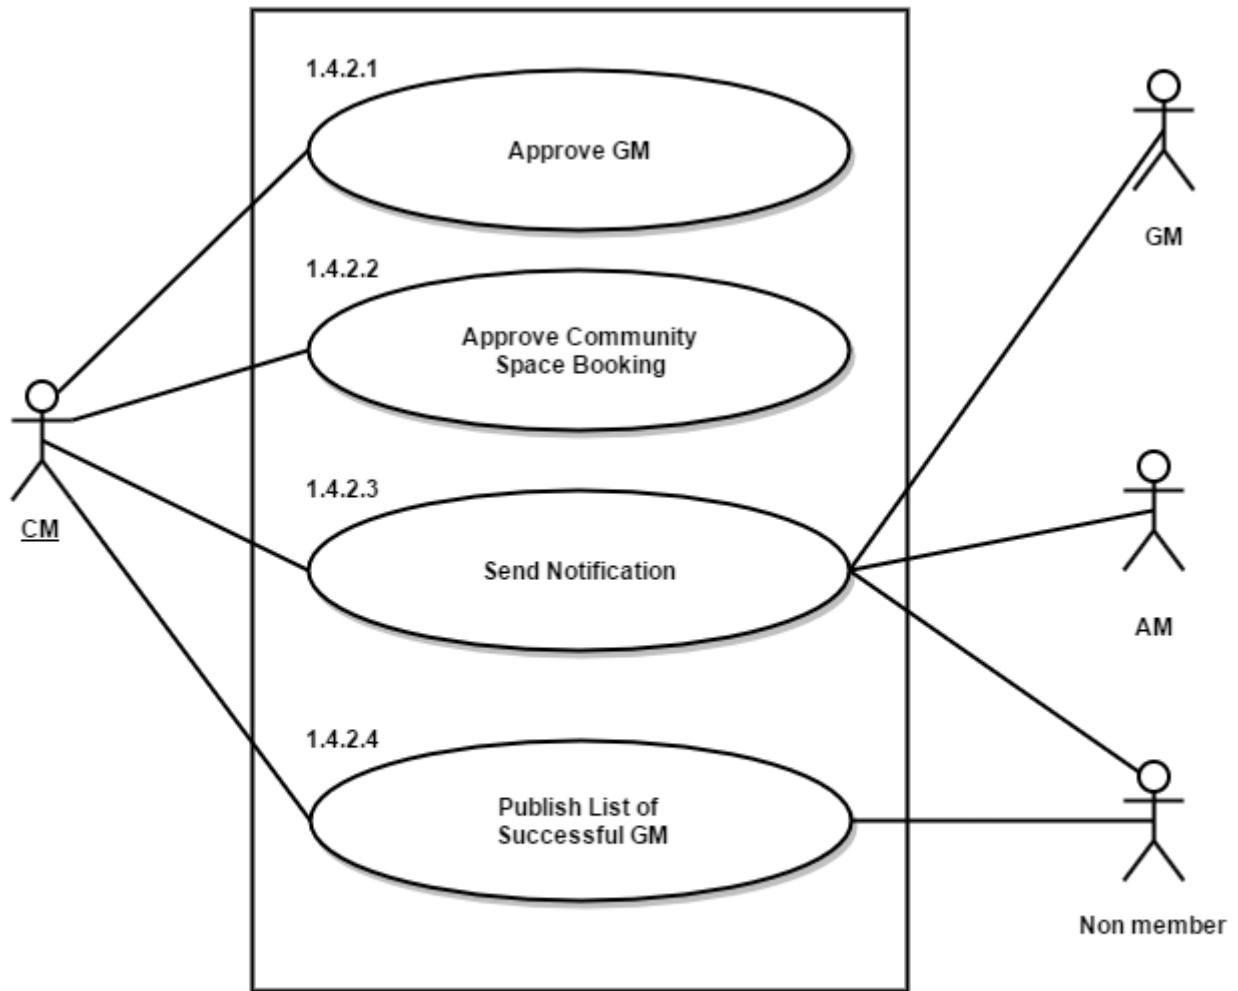 1.4.2.1
Approve GM
GM
1.4.2.2
Approve Community
Space Booking
CM
1.4.2.3
Send Notification
AM
1.4.2.4
Publish List of
Successful GM
Non member